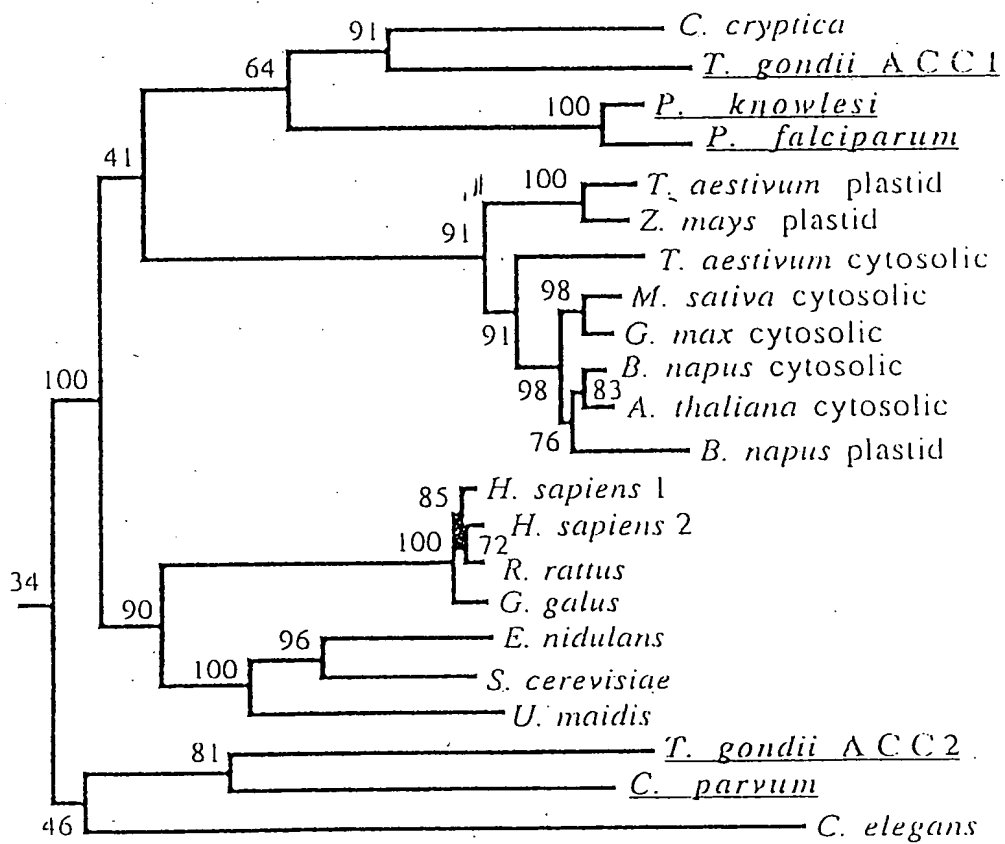 91
C. cryptica
64
T. gondii ACC1
100
P. knowlesi
P. falciparum
41
100
T. aestivum plastid
Z. mays plastid
91
T. aestivum cytosolic
98
M. sativa cytosolic
91
G. max cytosolic
100
B. napus cytosolic
98
83
A. thaliana cytosolic
76
B. napus plastid
85
H. sapiens 1
H. sapiens 2
100
72
R. rattus
34
G. galus
90
96
E. nidulans
100
S. cerevisiae
U. maidis
81
T. gondii ACC2
C. parvum
46
C. elegans